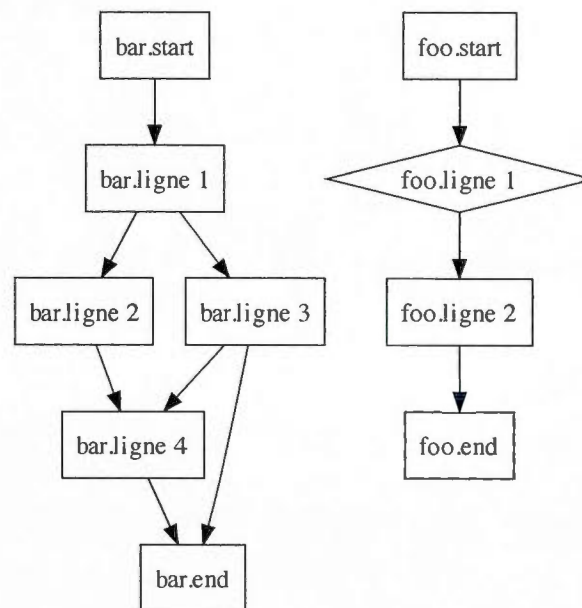 bar.start
foo.start
bar.ligne 1
foo.ligne 1
bar.ligne 2
bar.ligne 3
foo.ligne 2
bar.ligne 4
foo.end
bar.end